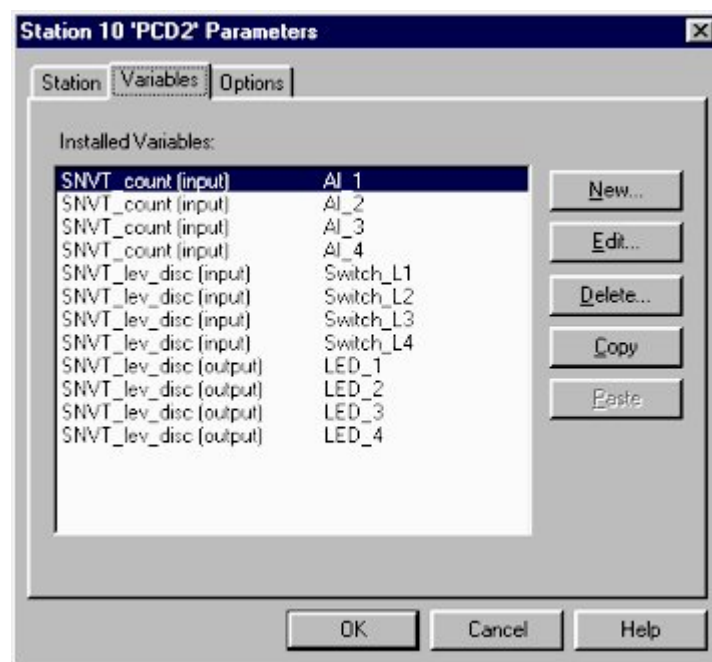 Station 10 'PCD2' Parameters
Station Variables Options
Installed Variables:
SNVT_count (input) AI_1
SNVT_count (input) AI_2
SNVT_count (input) AI_3
SNVT_count (input) AI_4
SNVT_lev_disc (input) Switch_L1
SNVT_lev_disc (input) Switch_L2
SNVT_lev_disc (input) Switch_L3
SNVT_lev_disc (input) Switch_L4
SNVT_lev_disc (output) LED_1
SNVT_lev_disc (output) LED_2
SNVT_lev_disc (output) LED_3
SNVT_lev_disc (output) LED_4
New...
Edit...
Delete...
Copy
Paste
OK Cancel Help